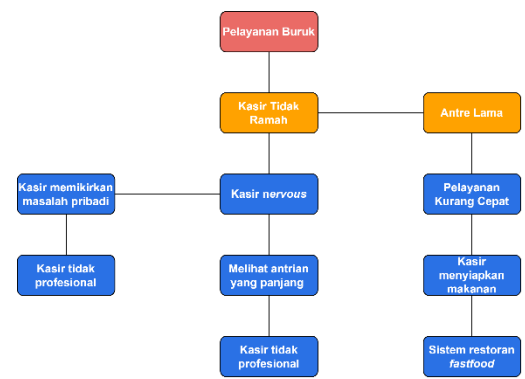 Pelayanan Buruk
Kasir Tidak
Ramah
Antre Lama
Kasir memikirkan
masalah pribadi
Kasir nervous
Pelayanan
Kurang Cepat
Kasir tidak
profesional
Melihat antrian
yang panjang
Kasir
menyiapkan
makanan
Kasir tidak
profesional
Sistem restoran
fastfood